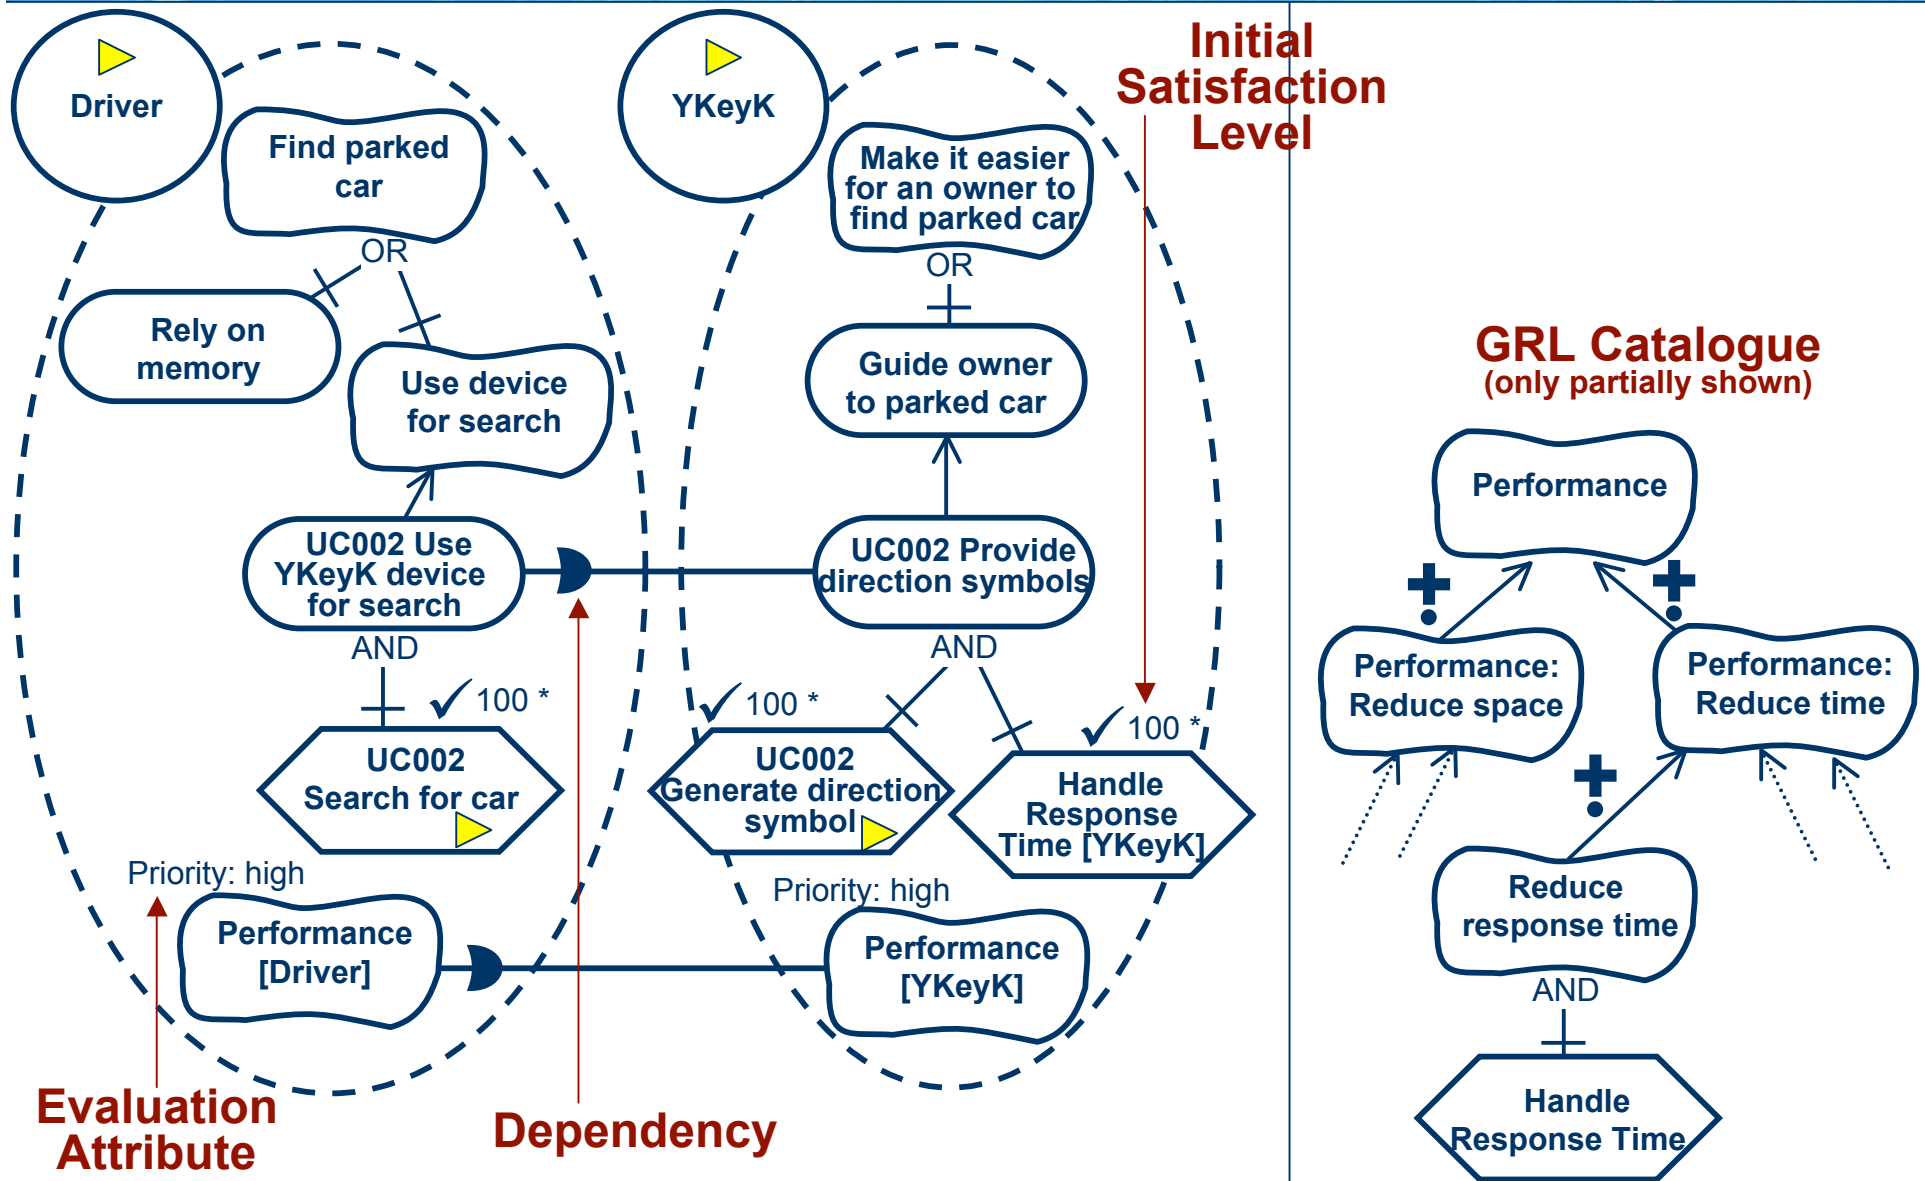 Driver
Find parked
car
OR
Rely on
memory
Use device
for search
UC002 Use
YKeyK device
for search
AND
100 *
UC002
Search for car
Priority: high
Performance
[Driver]
Evaluation
Attribute
Dependency
YKeyK
Make it easier
for an owner to
find parked car
OR
Guide owner
to parked car
UC002 Provide
direction symbols
AND
100 *
UC002
Generate direction
symbol
100 *
Handle
Response
Time [YKeyK]
Priority: high
Performance
[YKeyK]
Initial
Satisfaction
Level
GRL Catalogue
(only partially shown)
Performance
Performance:
Reduce space
Performance:
Reduce time
Reduce
response time
AND
Handle
Response Time